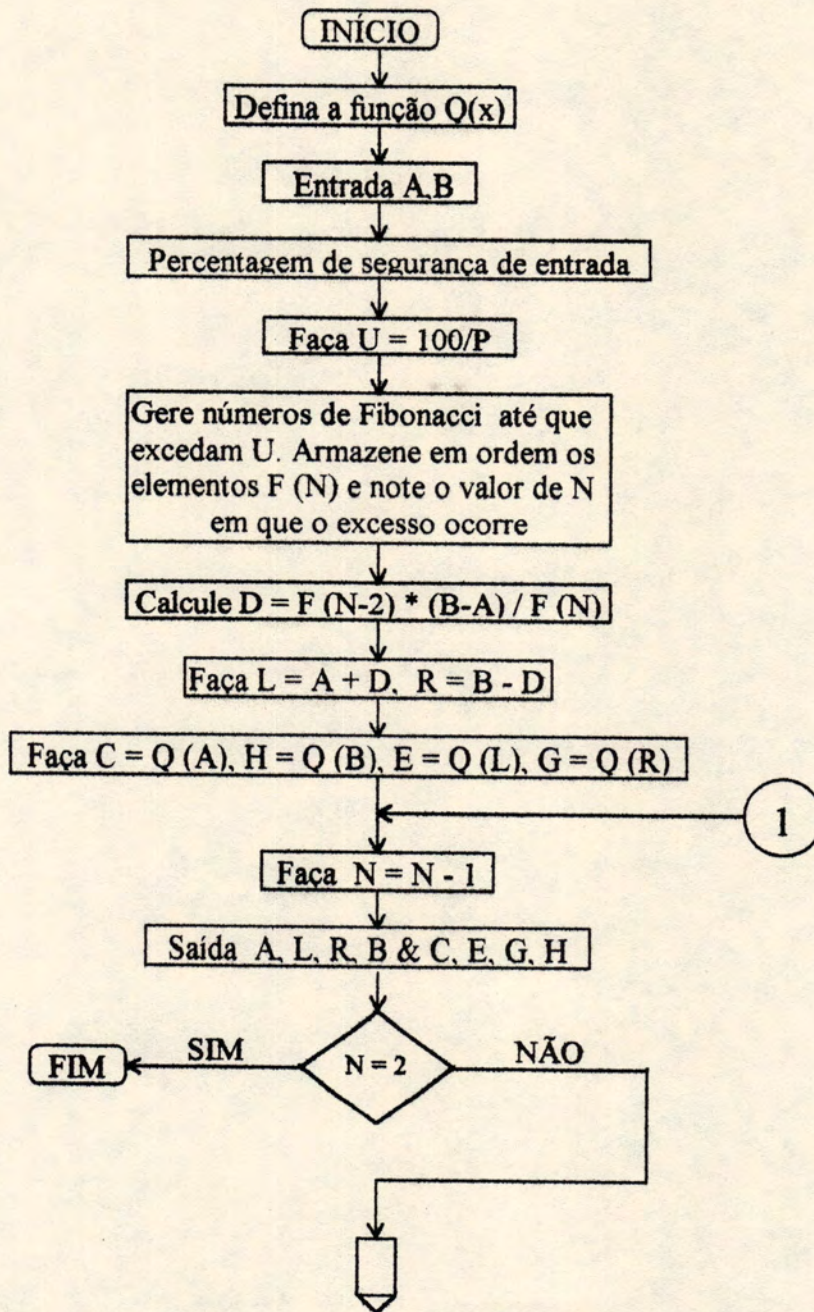 INÍCIO
Defina a função Q(x)
Entrada A,B
Percentagem de segurança de entrada
Faça U = 100/P
Gere números de Fibonacci até que
excedam U. Armazene em ordem os
elementos F (N) e note o valor de N
em que o excesso ocorre
Calcule D = F (N-2) * (B-A) / F (N)
Faça L = A + D, R = B - D
Faça C = Q (A), H = Q (B), E = Q (L), G = Q (R)
1
Faça N = N - 1
Saída A, L, R, B & C, E, G, H
SIM
NÃO
FIM
N = 2